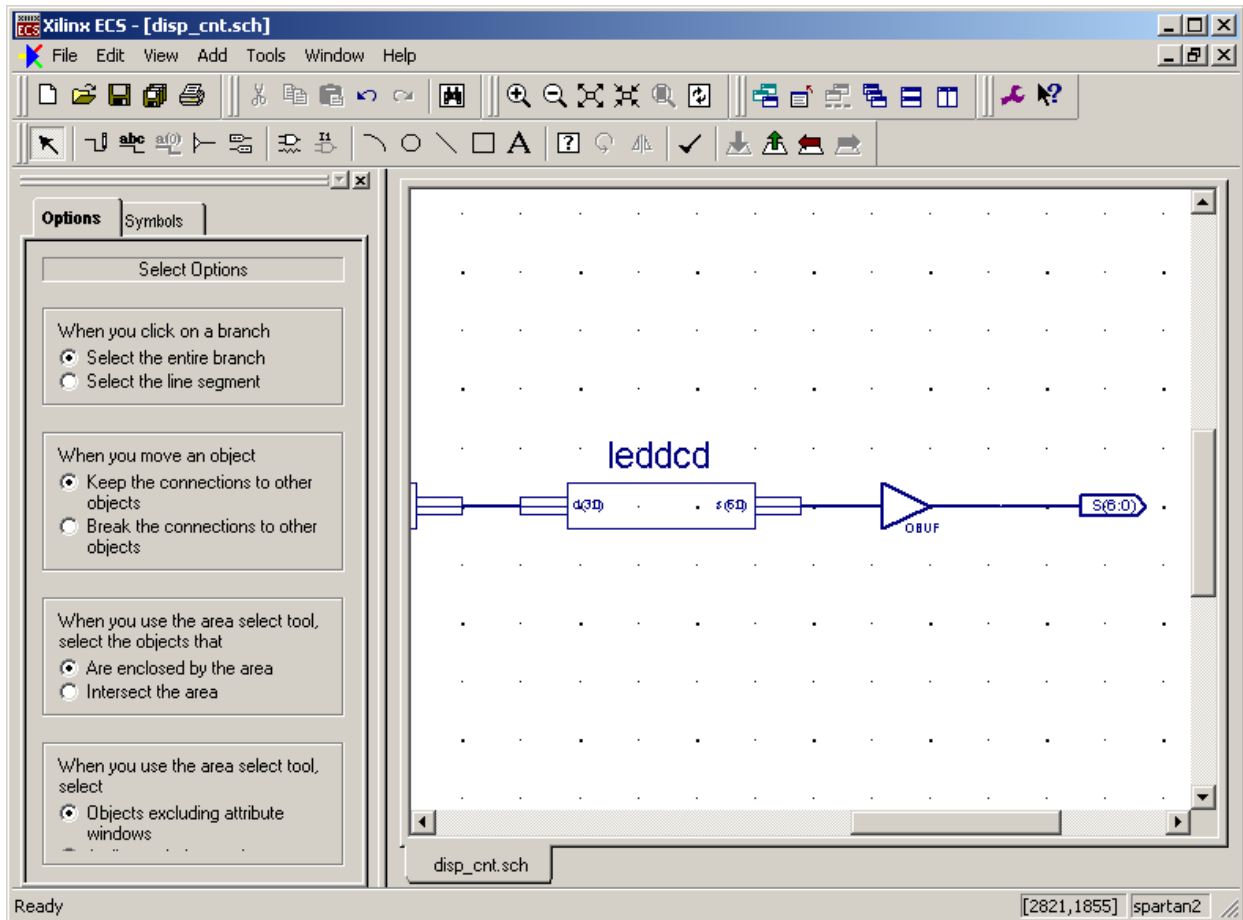 Xilinx ECS - [disp_cnt.sch]
File Edit View Add Tools Window Help
Options
Symbols
Select Options
When you click on a branch
Select the entire branch
Select the line segment
When you move an object
Keep the connections to other
objects
Break the connections to other
objects
When you use the area select tool,
select the objects that
Are enclosed by the area
Intersect the area
When you use the area select tool,
select
Objects excluding attribute
windows
leddcd
d(3:0)
s(6:0)
OBUF
S(6:0)
disp_cnt.sch
Ready
[2821,1855] spartan2